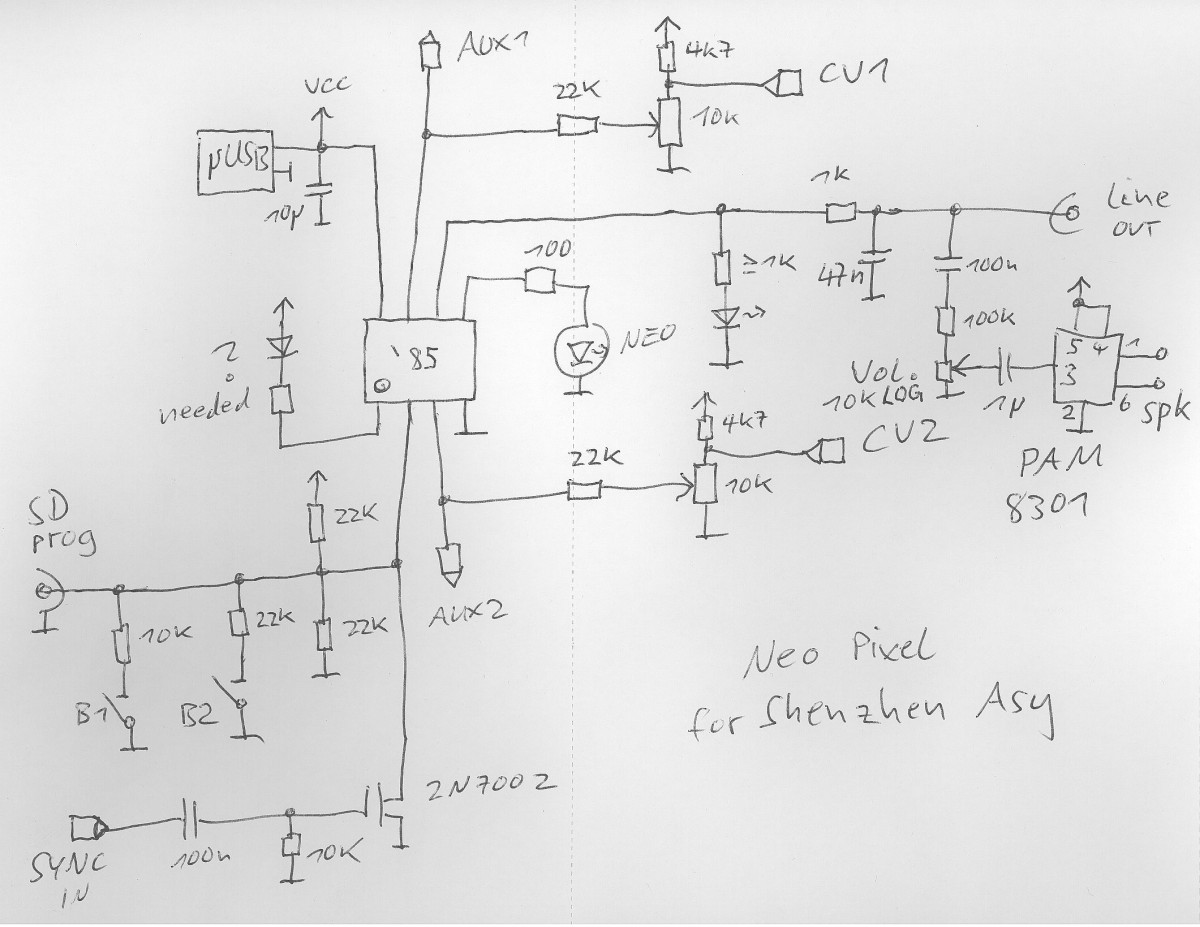 AUX1
4k7
CV1
VCC
22K
10k
µUSB
10µ
1K
Line
OUT
100
≥1K
47n
100n
NEO
?
needed
'85
100k
5 4 1
3
2 6
Vol.
10K LOG
1µ
spk
PAM
8301
4k7
CV2
22K
10K
SD
prog
22K
10K
22K
22K
AUX2
B1
B2
Neo Pixel
for Shenzhen Asy
2N7002
SYNC
IN
100n
10K